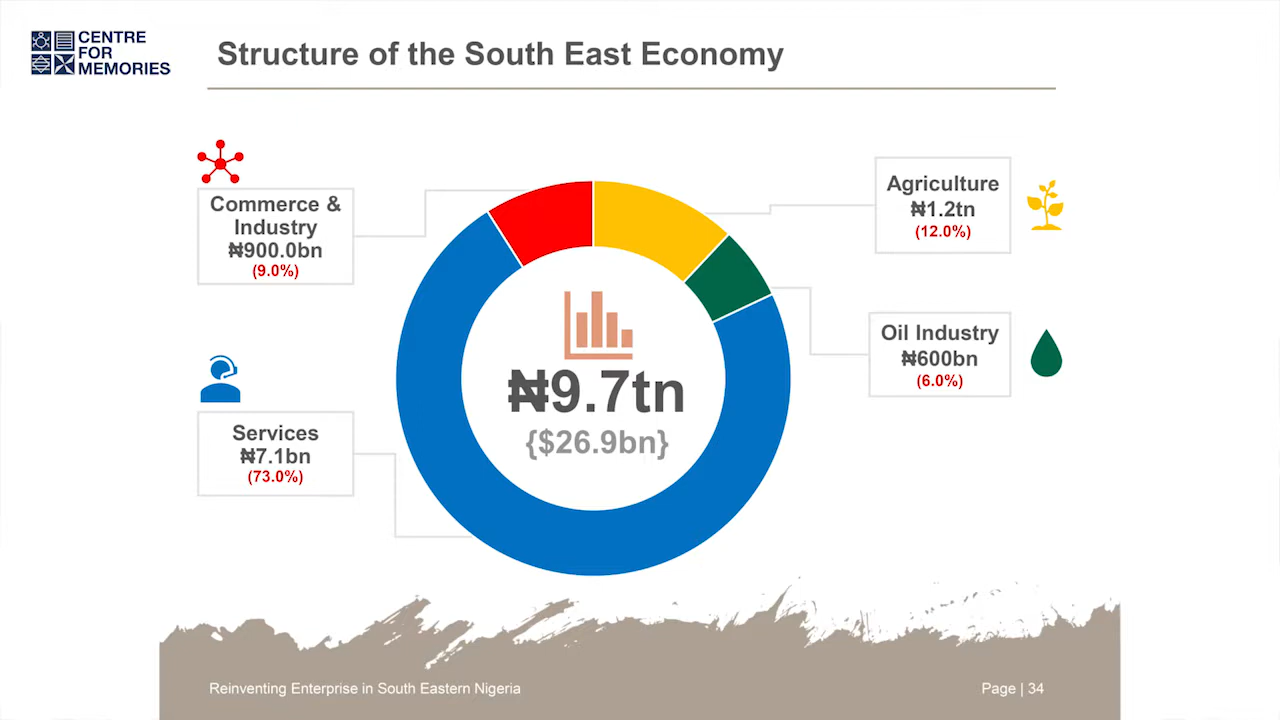 CENTRE
FOR
MEMORIES
Structure of the South East Economy
Commerce &
Industry
₦900.0bn
(9.0%)
Agriculture
₦1.2tn
(12.0%)
Oil Industry
₦600bn
(6.0%)
₦9.7tn
{$26.9bn}
Services
₦7.1bn
(73.0%)
Reinventing Enterprise in South Eastern Nigeria
Page | 34